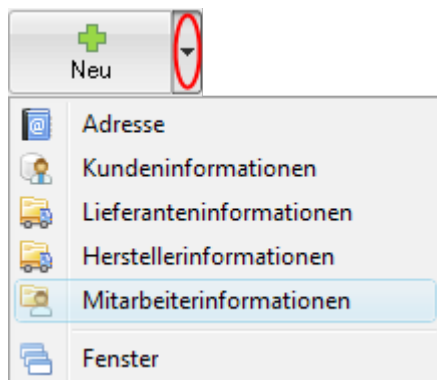 Neu
Adresse
Kundeninformationen
Lieferanteninformationen
Herstellerinformationen
Mitarbeiterinformationen
Fenster